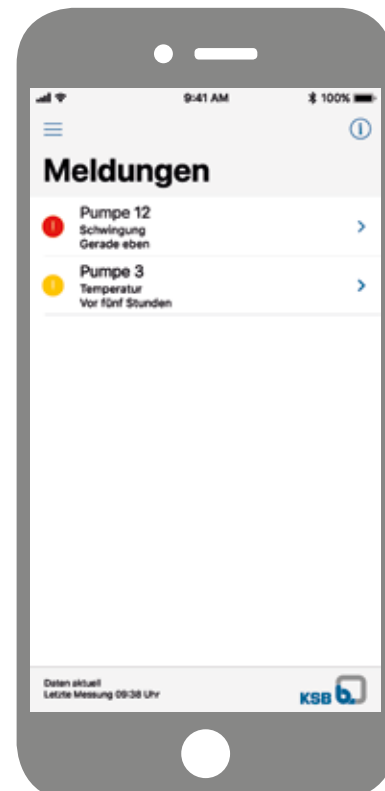 9:41 AM
100%
Meldungen
Pumpe 12
Schwingung
Gerade eben
Pumpe 3
Temperatur
Vor fünf Stunden
Daten aktuell
Letzte Messung 09:38 Uhr
KSB b.